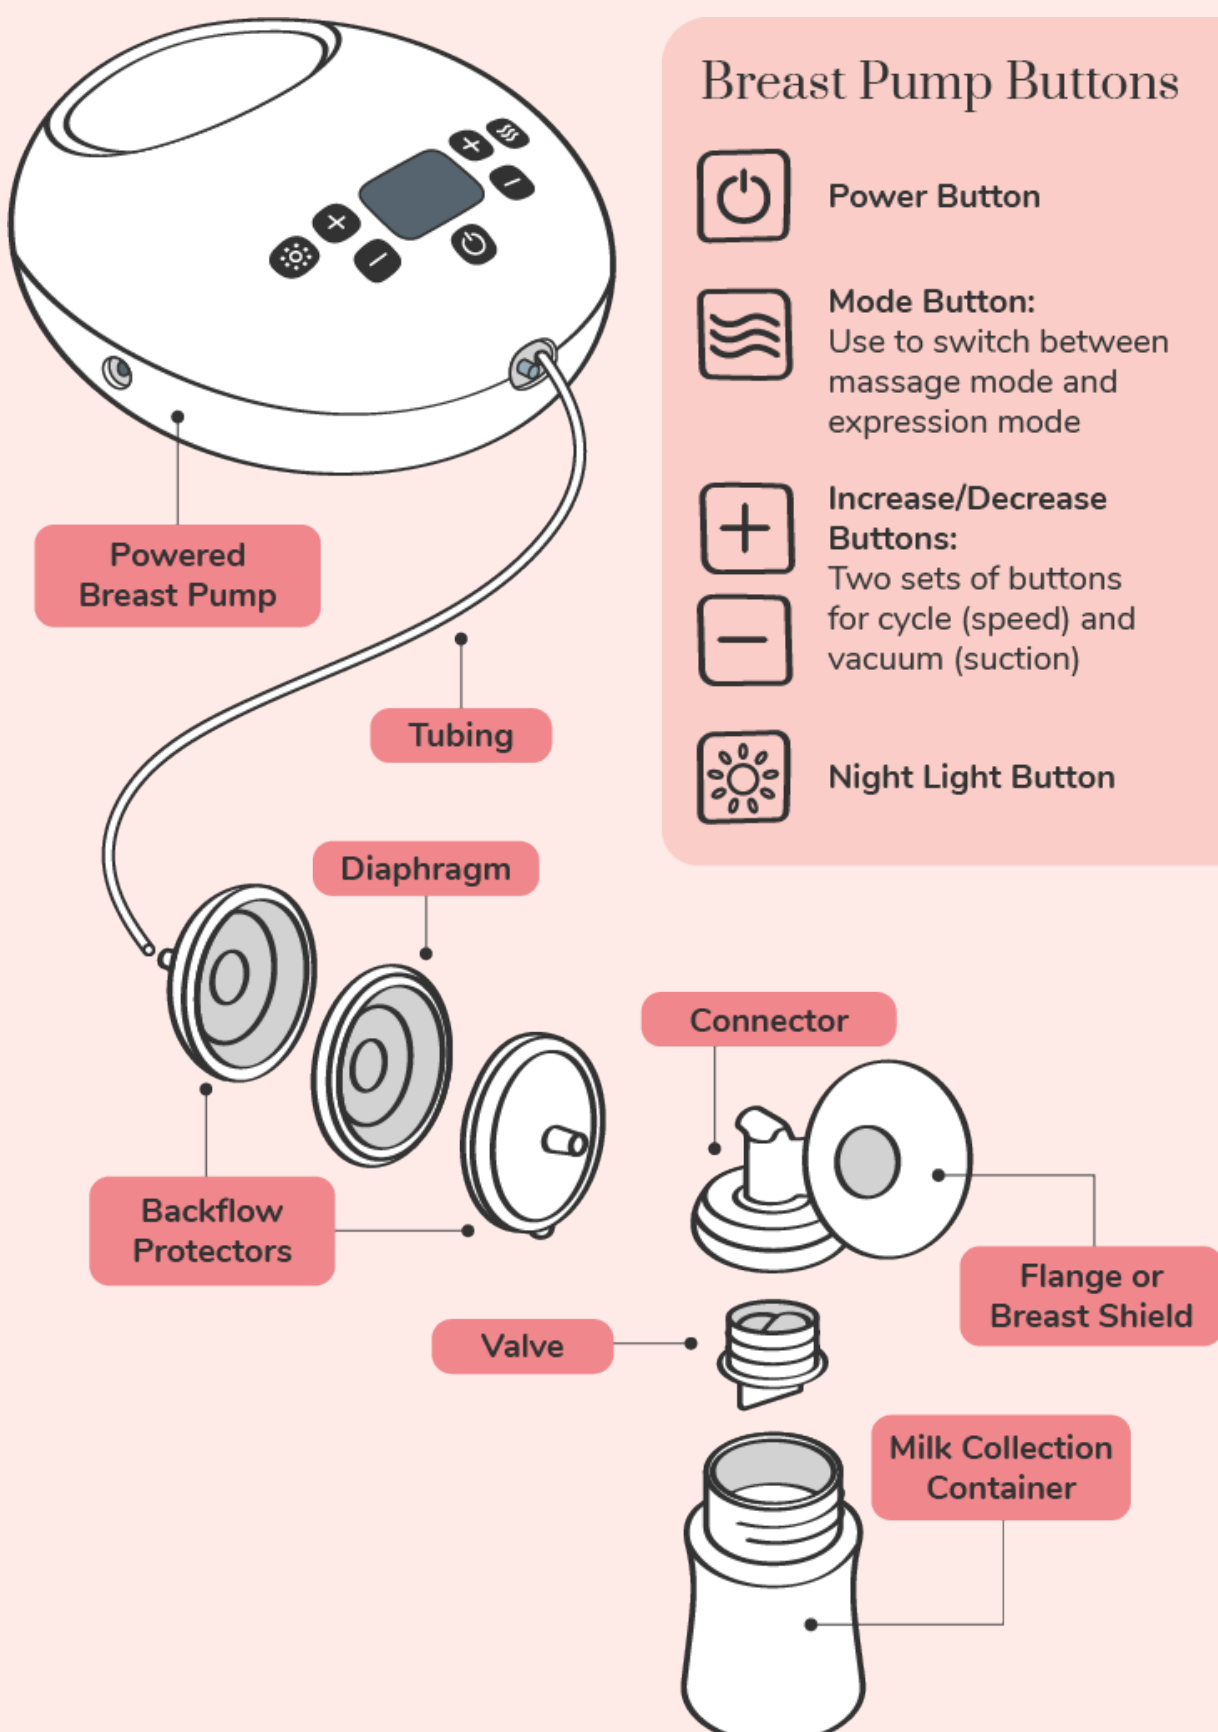 Breast Pump Buttons
Power Button
Mode Button:
Use to switch between
massage mode and
expression mode
Increase/Decrease
Buttons:
Two sets of buttons
for cycle (speed) and
vacuum (suction)
Night Light Button
Powered
Breast Pump
Tubing
Diaphragm
Connector
Backflow
Protectors
Flange or
Breast Shield
Valve
Milk Collection
Container